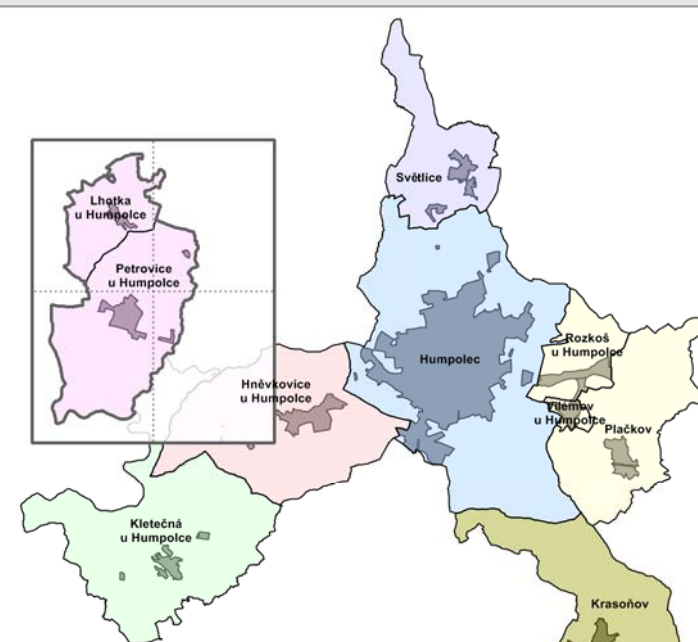 Světlice
Lhotka
u Humpolce
Petrovice
u Humpolce
Humpolec
Rozkoš
u Humpolce
Hněvkovice
u Humpolce
Vilémov
u Humpolce
Plačkov
Kletečná
u Humpolce
Krasoňov